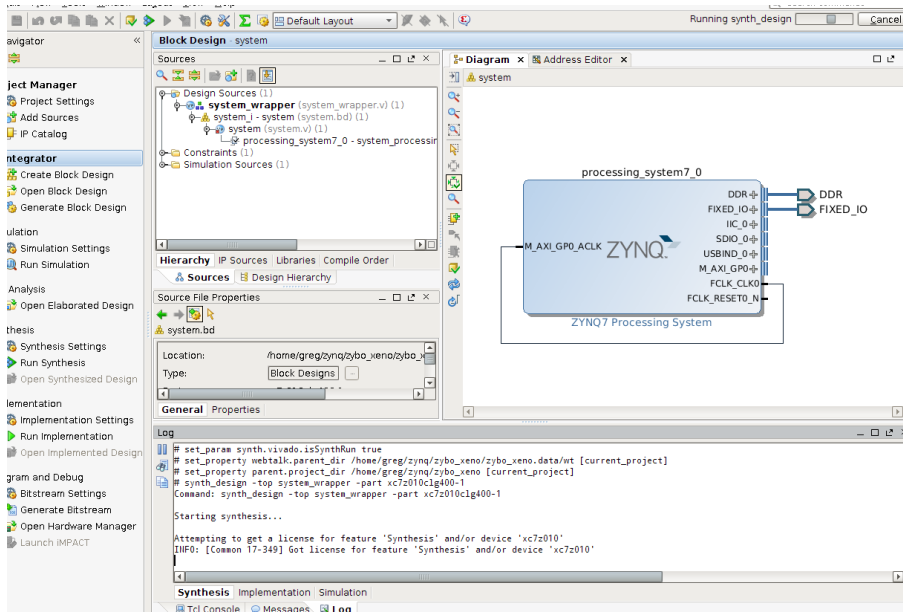 Default Layout
Running synth_design
Cancel
avigator «
Block Design - system
Sources
Diagram
Address Editor
system
ject Manager
Project Settings
Add Sources
IP Catalog
Integrator
Create Block Design
Open Block Design
Generate Block Design
ulation
Simulation Settings
Run Simulation
Analysis
Open Elaborated Design
thesis
Synthesis Settings
Run Synthesis
Open Synthesized Design
lementation
Implementation Settings
Run Implementation
Open Implemented Design
gram and Debug
Bitstream Settings
Generate Bitstream
Open Hardware Manager
Launch iMPACT
Design Sources (1)
system_wrapper (system_wrapper.v) (1)
system_i - system (system.bd) (1)
system (system.v) (1)
processing_system7_0 - system_processin
Constraints (1)
Simulation Sources (1)
Hierarchy IP Sources Libraries Compile Order
Sources Design Hierarchy
Source File Properties
system.bd
Location: /home/greg/zynq/zybo_xeno/zybo_x
Type: Block Designs
General Properties
processing_system7_0
DDR
FIXED_IO
IIC_0
SDIO_0
USBIND_0
M_AXI_GP0
FCLK_CLK0
FCLK_RESET0_N
M_AXI_GP0_ACLK
ZYNQ
ZYNQ7 Processing System
DDR
FIXED_IO
Log
# set_param synth.vivado.isSynthRun true
# set_property webtalk.parent_dir /home/greg/zynq/zybo_xeno/zybo_xeno.data/wt [current_project]
# set_property parent.project_dir /home/greg/zynq/zybo_xeno [current_project]
# synth_design -top system_wrapper -part xc7z010clg400-1
Command: synth_design -top system_wrapper -part xc7z010clg400-1
Starting synthesis...
Attempting to get a license for feature 'Synthesis' and/or device 'xc7z010'
INFO: [Common 17-349] Got license for feature 'Synthesis' and/or device 'xc7z010'
Synthesis Implementation Simulation
Tcl Console Messages Log